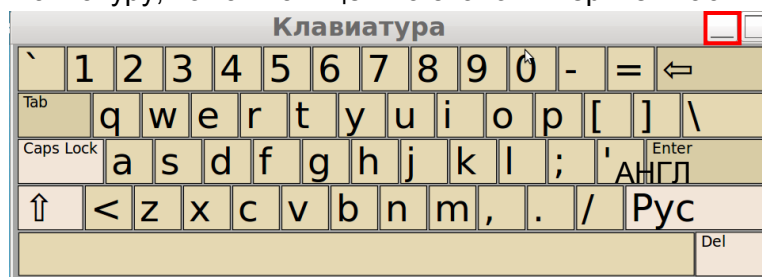 Клавиатура
` 1 2 3 4 5 6 7 8 9 0 - = ⇦
Tab q w e r t y u i o p [ ] \
Caps Lock a s d f g h j k l ; ' Enter
АНГЛ
⇧ < z x c v b n m , . / Рус
Del